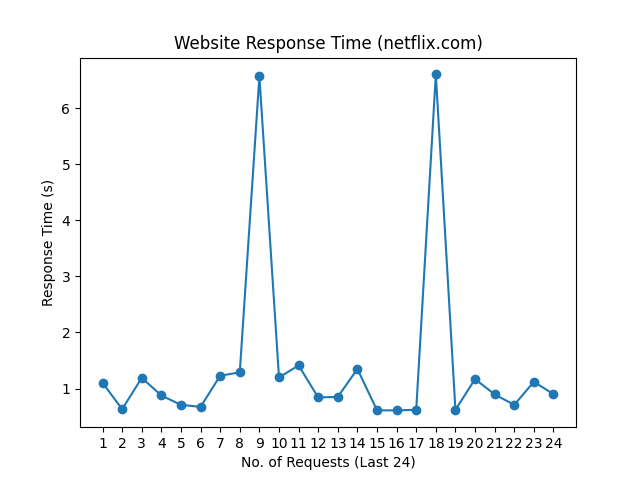 Website Response Time (netflix.com)
Response Time (s)
6
5
4
3
2
1
1 2 3 4 5 6 7 8 9 10 11 12 13 14 15 16 17 18 19 20 21 22 23 24
No. of Requests (Last 24)